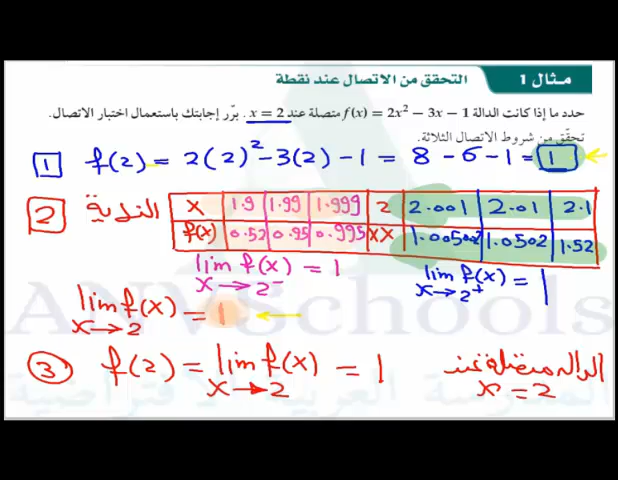 مثال 1 التحقق من الاتصال عند نقطة
حدد ما إذا كانت الدالة f(x) = 2x² − 3x − 1 متصلة عند x = 2 . برّر إجابتك باستعمال اختبار الاتصال.
تحقّق من شروط الاتصال الثلاثة.
1 f(2) = 2(2)² − 3(2) − 1 = 8 − 6 − 1 = 1
2 النهاية
x 1.9 1.99 1.999 2 2.001 2.01 2.1
f(x) 0.52 0.95 0.995 XX 1.00502 1.0502 1.52
lim f(x) = 1 x → 2⁻
lim f(x) = 1 x → 2⁺
lim f(x) = 1 x → 2
3 f(2) = lim f(x) = 1 x → 2
الداله متصلة عند
x = 2
ANVSchools